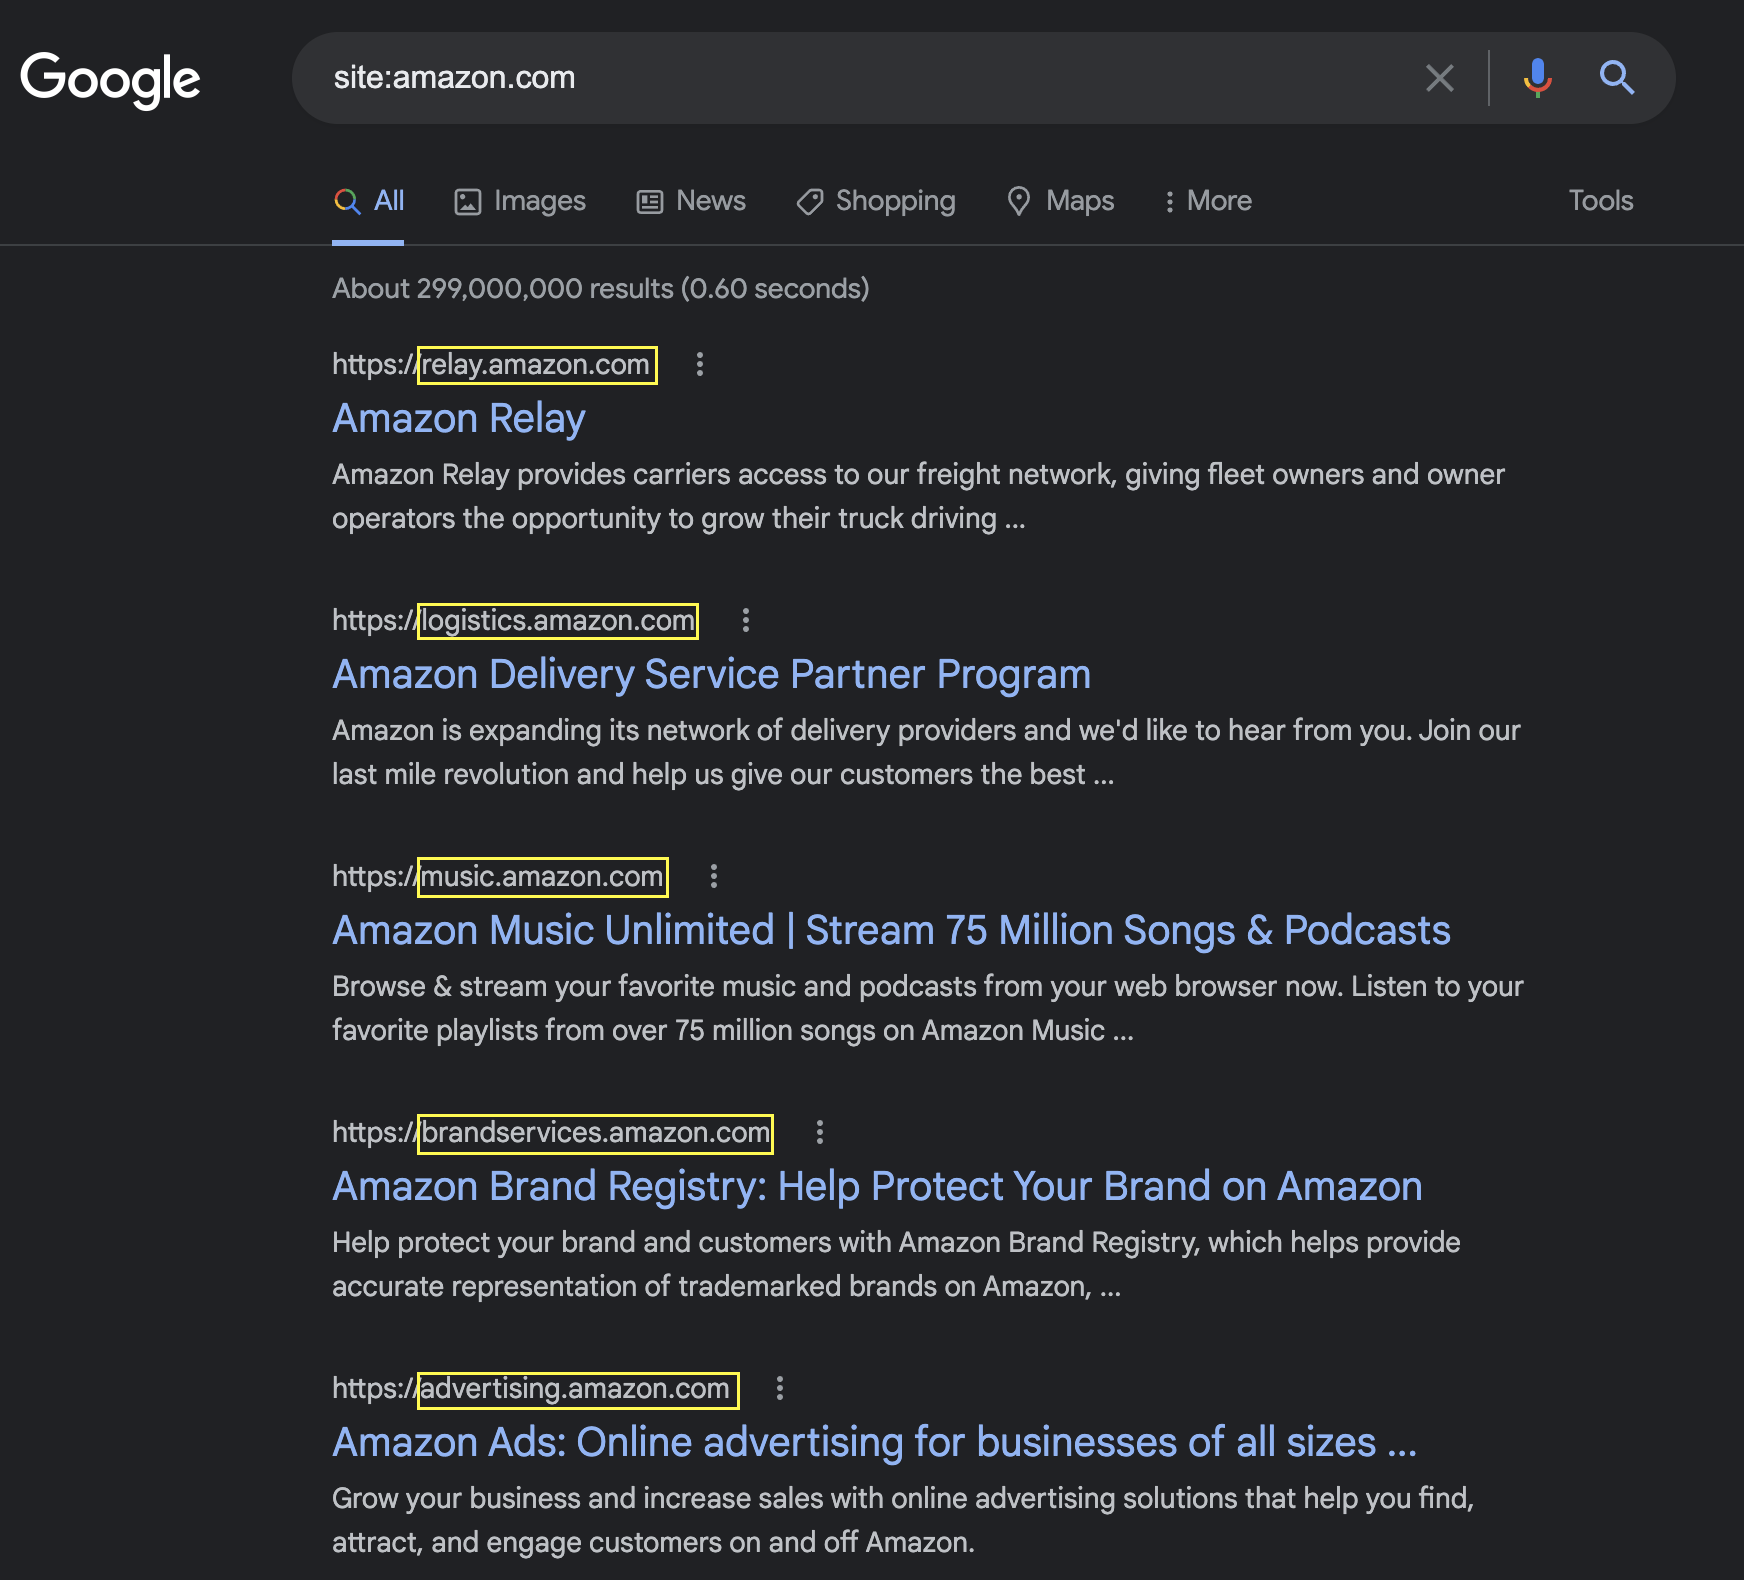 Google
site:amazon.com
All Images News Shopping Maps More Tools
About 299,000,000 results (0.60 seconds)
https://relay.amazon.com
Amazon Relay
Amazon Relay provides carriers access to our freight network, giving fleet owners and owner
operators the opportunity to grow their truck driving ...
https://logistics.amazon.com
Amazon Delivery Service Partner Program
Amazon is expanding its network of delivery providers and we'd like to hear from you. Join our
last mile revolution and help us give our customers the best ...
https://music.amazon.com
Amazon Music Unlimited | Stream 75 Million Songs & Podcasts
Browse & stream your favorite music and podcasts from your web browser now. Listen to your
favorite playlists from over 75 million songs on Amazon Music ...
https://brandservices.amazon.com
Amazon Brand Registry: Help Protect Your Brand on Amazon
Help protect your brand and customers with Amazon Brand Registry, which helps provide
accurate representation of trademarked brands on Amazon, ...
https://advertising.amazon.com
Amazon Ads: Online advertising for businesses of all sizes ...
Grow your business and increase sales with online advertising solutions that help you find,
attract, and engage customers on and off Amazon.